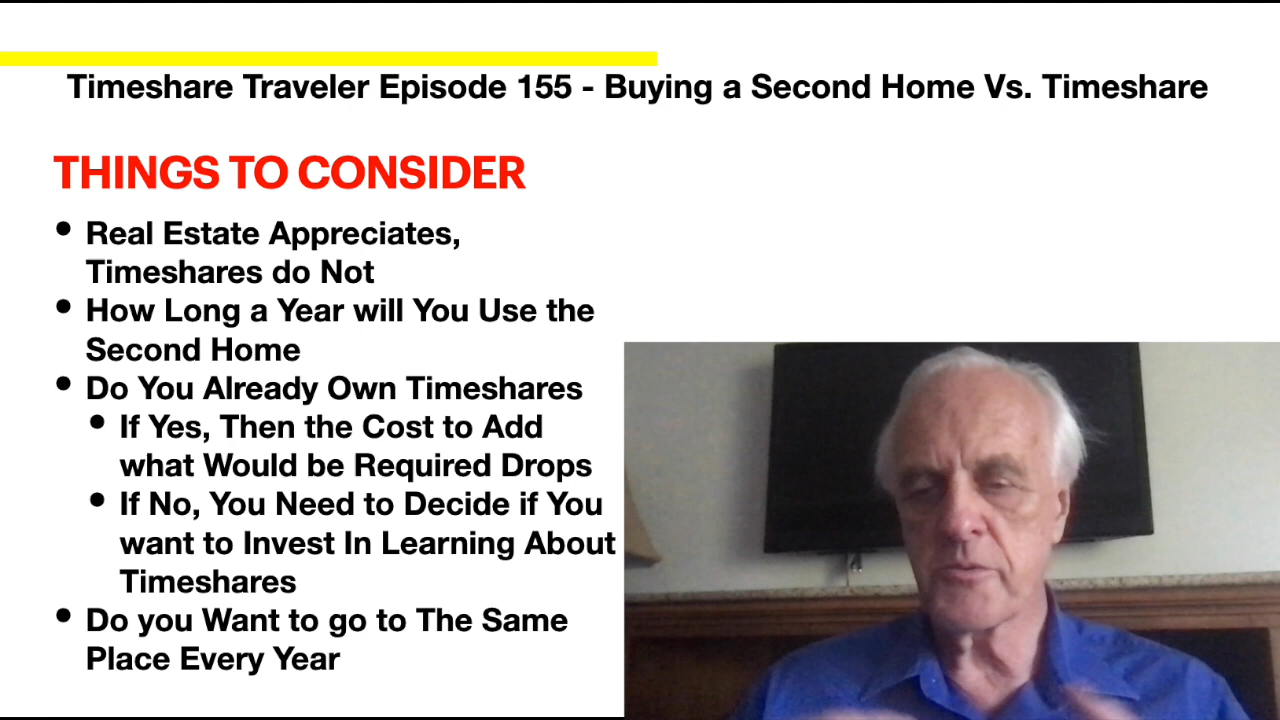 Timeshare Traveler Episode 155 - Buying a Second Home Vs. Timeshare
THINGS TO CONSIDER
• Real Estate Appreciates,
Timeshares do Not
• How Long a Year will You Use the
Second Home
• Do You Already Own Timeshares
• If Yes, Then the Cost to Add
what Would be Required Drops
• If No, You Need to Decide if You
want to Invest In Learning About
Timeshares
• Do you Want to go to The Same
Place Every Year